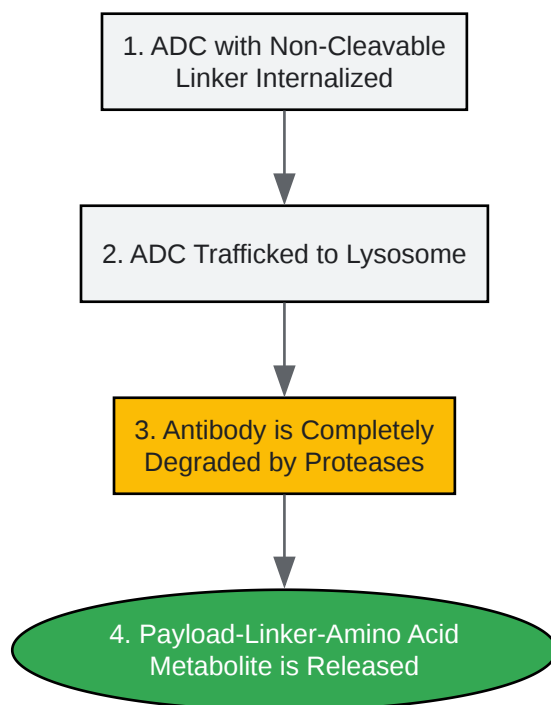 1. ADC with Non-Cleavable
Linker Internalized
2. ADC Trafficked to Lysosome
3. Antibody is Completely
Degraded by Proteases
4. Payload-Linker-Amino Acid
Metabolite is Released